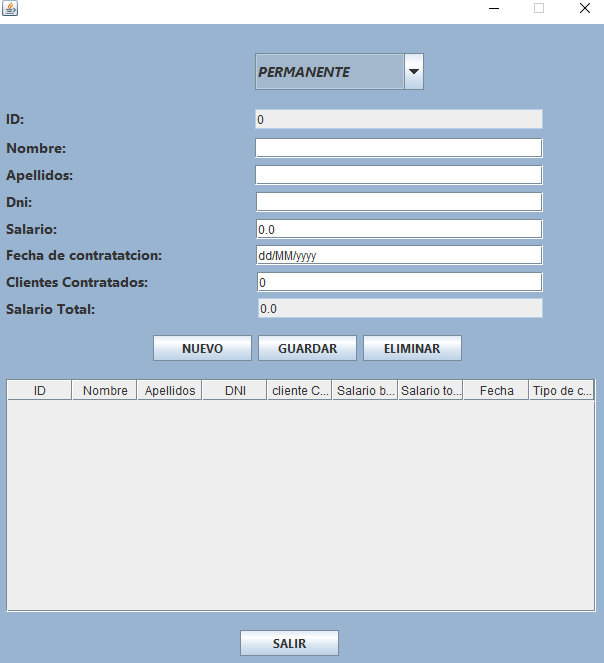 PERMANENTE
ID: 0
Nombre:
Apellidos:
Dni:
Salario: 0.0
Fecha de contratatcion: dd/MM/yyyy
Clientes Contratados: 0
Salario Total: 0.0
NUEVO GUARDAR ELIMINAR
ID Nombre Apellidos DNI cliente C... Salario b... Salario to... Fecha Tipo de c...
SALIR